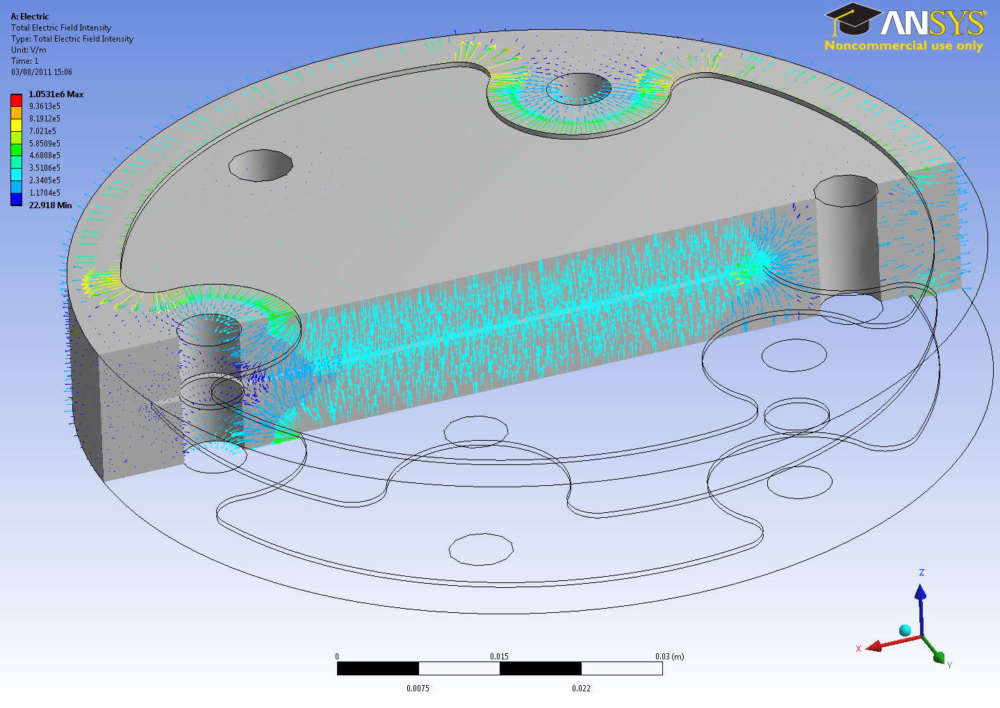 A: Electric
Total Electric Field Intensity
Type: Total Electric Field Intensity
Unit: V/m
Time: 1
03/08/2011 15:06
1.0531e6 Max
9.3613e5
8.1912e5
7.021e5
5.8509e5
4.6808e5
3.5106e5
2.3405e5
1.1704e5
22.918 Min
ANSYS®
Noncommercial use only
0 0.015 0.03 (m)
0.0075 0.022
Z
X
Y